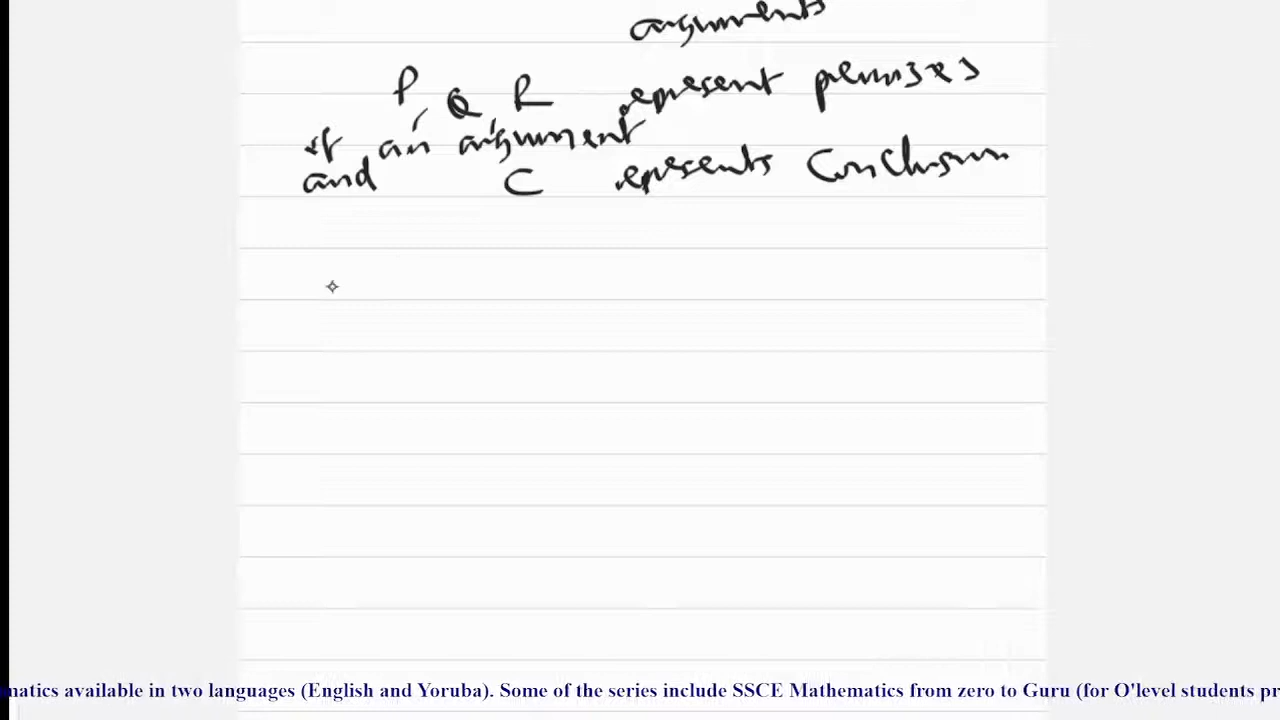 arguments
P, Q, R represent premises
if an argument
and C represents Conclusion
matics available in two languages (English and Yoruba). Some of the series include SSCE Mathematics from zero to Guru (for O'level students pr